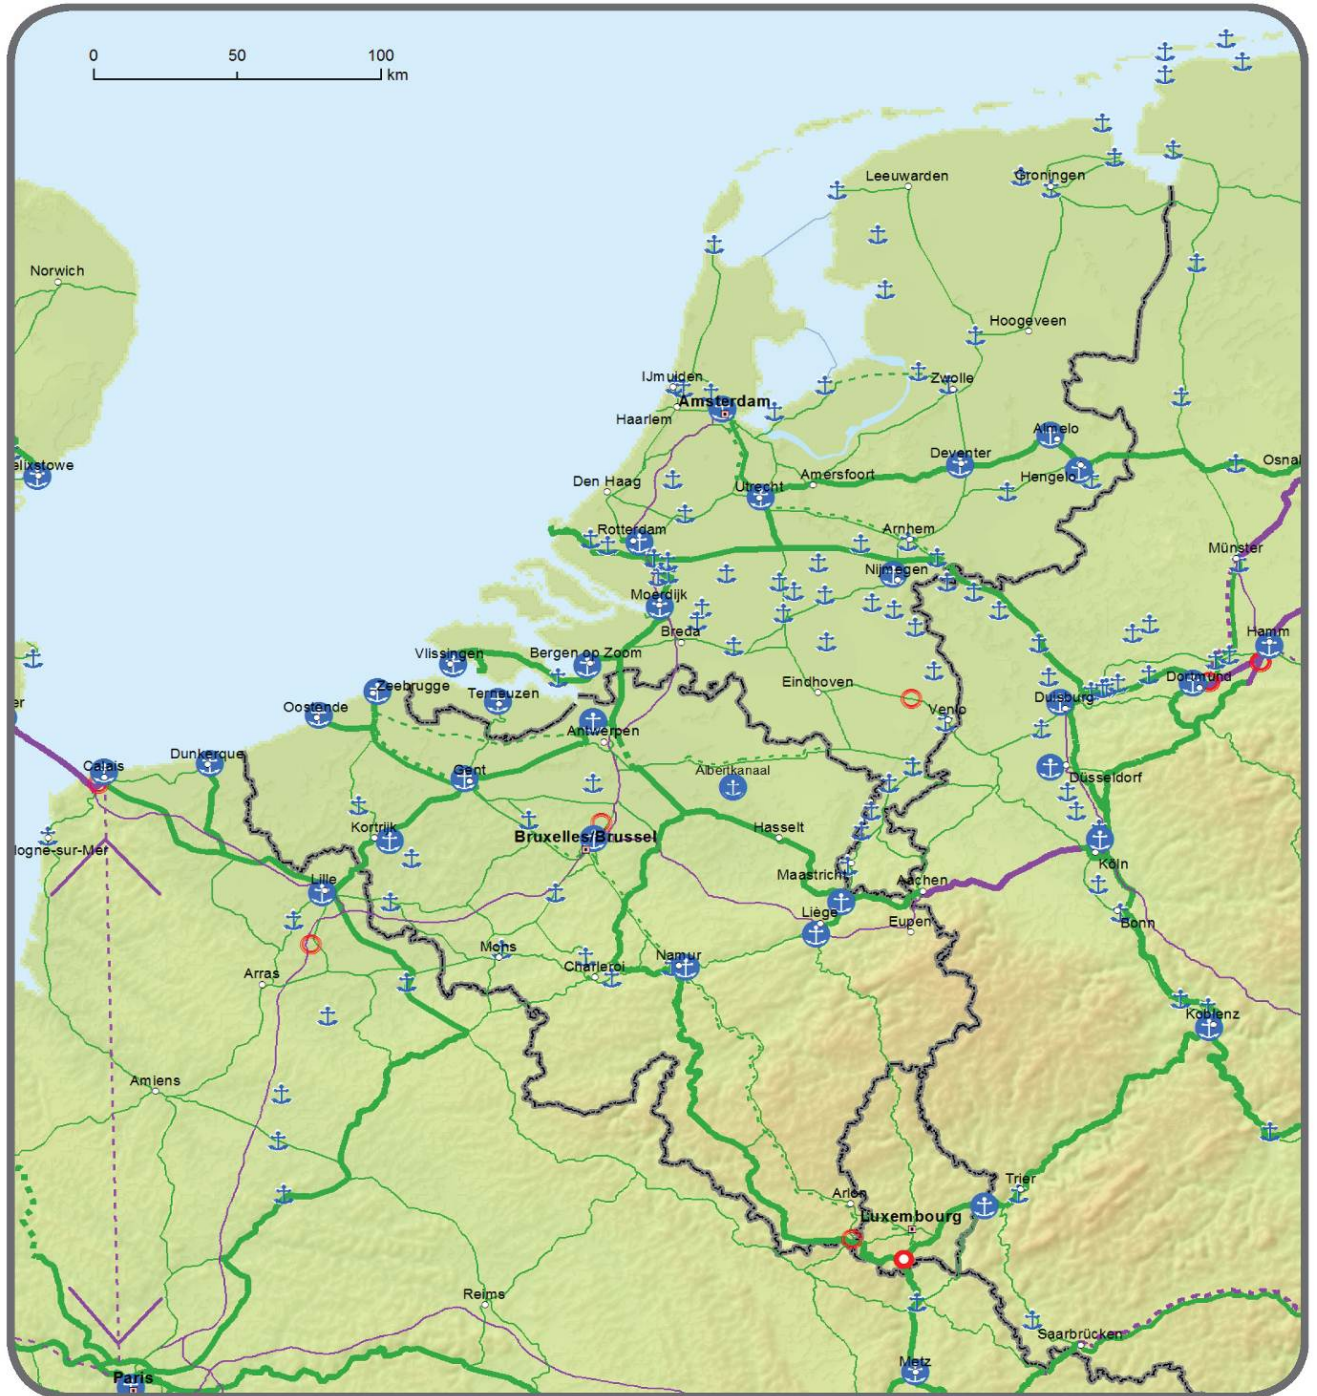 0 50 100
km
Norwich
Leeuwarden
Groningen
Hoogeveen
IJmuiden
Zwolle
Amsterdam
Haarlem
Almelo
elixstowe
Deventer
Osnal
Den Haag
Amersfoort
Hengelo
Utrecht
Rotterdam
Arnhem
Münster
Nijmegen
Moerdijk
Breda
Hamm
Vlissingen
Bergen op Zoom
Dortmund
Zeebrugge
Terneuzen
Eindhoven
Oostende
Venlo
Duisburg
er
Antwerpen
Dunkerque
Calais
Gent
Albertkanaal
Düsseldorf
Kortrijk
Bruxelles/Brussel
Hasselt
logne-sur-Mer
Köln
Lille
Maastricht
Aachen
Liège
Eupen
Bonn
Mons
Namur
Charleroi
Arras
Koblenz
Amiens
Trier
Arlon
Luxembourg
Reims
Saarbrücken
Metz
Paris